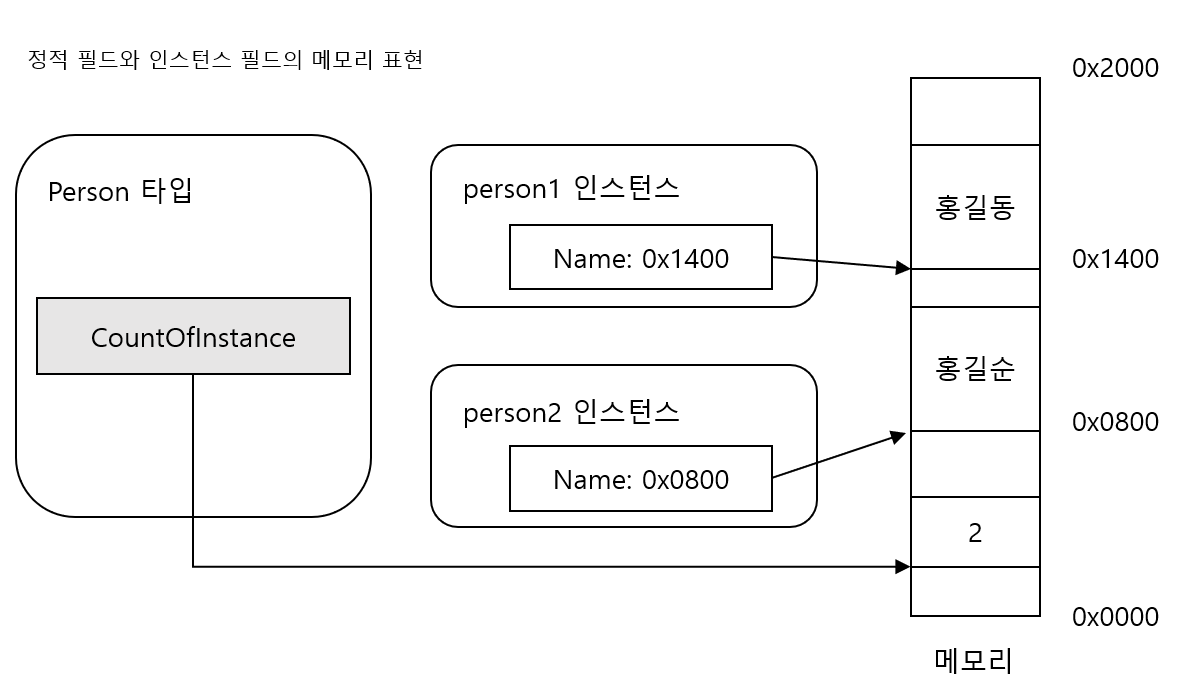 정적 필드와 인스턴스 필드의 메모리 표현
Person 타입
CountOfInstance
person1 인스턴스
Name: 0x1400
person2 인스턴스
Name: 0x0800
0x2000
홍길동
0x1400
홍길순
0x0800
2
0x0000
메모리